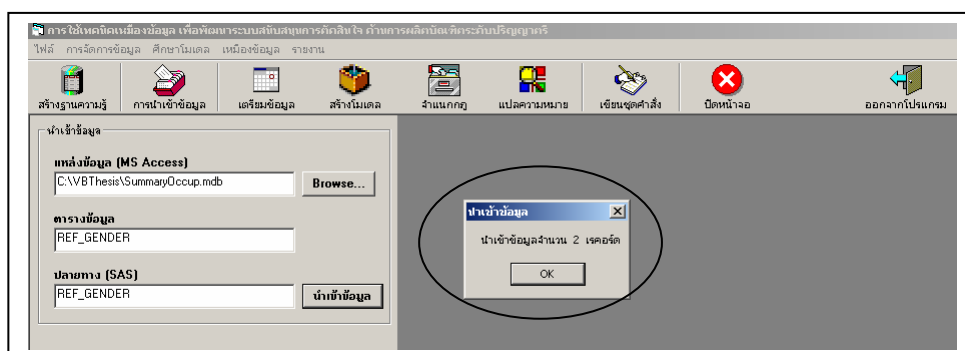 การใช้เทคนิคเหมืองข้อมูล เพื่อพัฒนาระบบสนับสนุนการตัดสินใจ ด้านการผลิตบัณฑิตระดับปริญญาตรี
ไฟล์ การจัดการข้อมูล ศึกษาโมเดล เหมืองข้อมูล รายงาน
สร้างฐานความรู้ การนำเข้าข้อมูล เตรียมข้อมูล สร้างโมเดล จำแนกกฎ แปลความหมาย เขียนชุดคำสั่ง ปิดหน้าจอ ออกจากโปรแกรม
นำเข้าข้อมูล
แหล่งข้อมูล (MS Access)
C:\VBThesis\SummaryOccup.mdb Browse...
ตารางข้อมูล
REF_GENDER
ปลายทาง (SAS)
REF_GENDER นำเข้าข้อมูล
นำเข้าข้อมูล
นำเข้าข้อมูลจำนวน 2 เรคอร์ด
OK